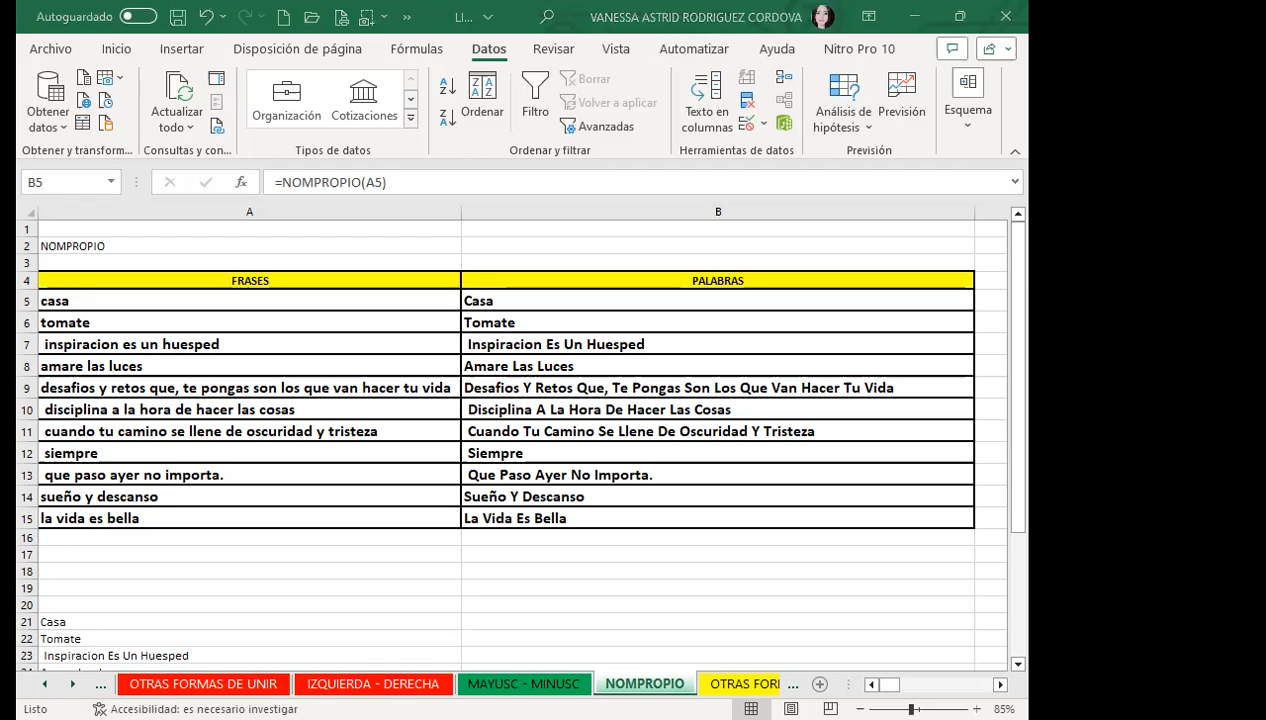 Autoguardado LI... VANESSA ASTRID RODRIGUEZ CORDOVA
Archivo Inicio Insertar Disposición de página Fórmulas Datos Revisar Vista Automatizar Ayuda Nitro Pro 10
Obtener datos
Actualizar todo
Organización Cotizaciones
Ordenar
Filtro
Borrar
Volver a aplicar
Avanzadas
Texto en columnas
Análisis de hipótesis
Previsión
Esquema
Obtener y transform... Consultas y con... Tipos de datos Ordenar y filtrar Herramientas de datos Previsión
B5 fx =NOMPROPIO(A5)
A B
1
2 NOMPROPIO
3
4 FRASES PALABRAS
5 casa Casa
6 tomate Tomate
7 inspiracion es un huesped Inspiracion Es Un Huesped
8 amare las luces Amare Las Luces
9 desafios y retos que, te pongas son los que van hacer tu vida Desafios Y Retos Que, Te Pongas Son Los Que Van Hacer Tu Vida
10 disciplina a la hora de hacer las cosas Disciplina A La Hora De Hacer Las Cosas
11 cuando tu camino se llene de oscuridad y tristeza Cuando Tu Camino Se Llene De Oscuridad Y Tristeza
12 siempre Siempre
13 que paso ayer no importa. Que Paso Ayer No Importa.
14 sueño y descanso Sueño Y Descanso
15 la vida es bella La Vida Es Bella
16
17
18
19
20
21 Casa
22 Tomate
23 Inspiracion Es Un Huesped
... OTRAS FORMAS DE UNIR IZQUIERDA - DERECHA MAYUSC - MINUSC NOMPROPIO OTRAS FORI ...
Listo Accesibilidad: es necesario investigar 85%